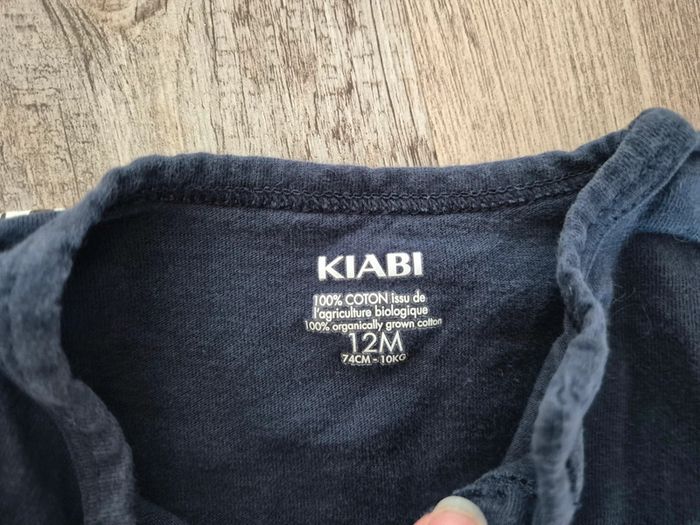 KIABI
100% COTON issu de
l'agriculture biologique
100% organically grown cotton
12M
74CM - 10KG